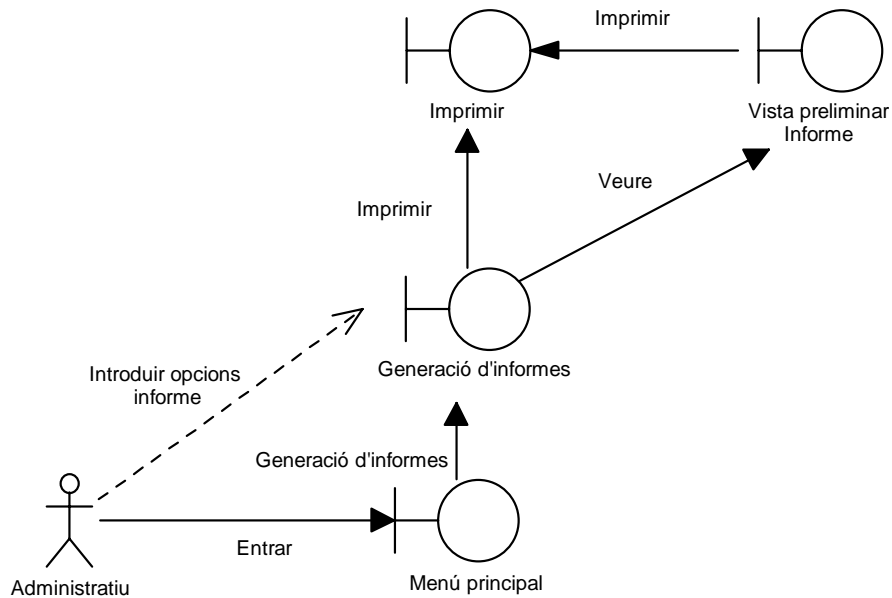 Imprimir
Imprimir
Vista preliminar
Informe
Veure
Imprimir
Generació d'informes
Introduir opcions
informe
Generació d'informes
Entrar
Menú principal
Administratiu